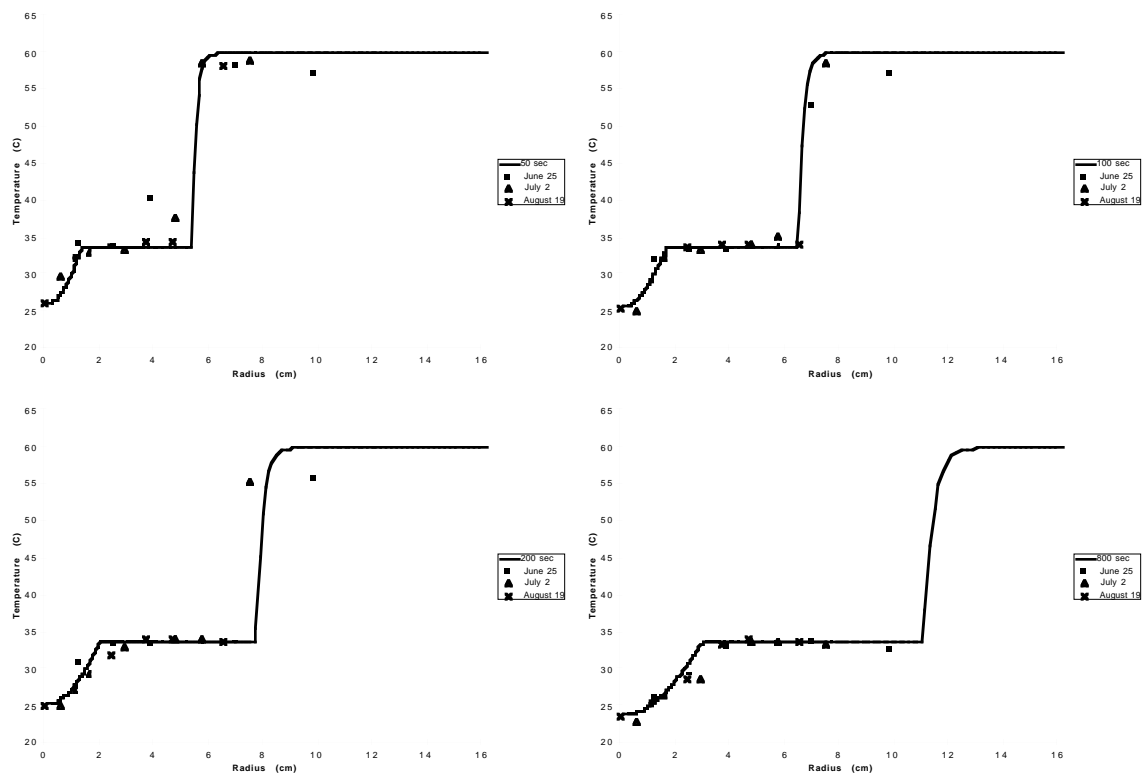 65
60
55
50
45
40
35
30
25
20
Temperature (C)
0 2 4 6 8 10 12 14 16
Radius (cm)
50 sec
June 25
July 2
August 19
65
60
55
50
45
40
35
30
25
20
Temperature (C)
0 2 4 6 8 10 12 14 16
Radius (cm)
100 sec
June 25
July 2
August 19
65
60
55
50
45
40
35
30
25
20
Temperature (C)
0 2 4 6 8 10 12 14 16
Radius (cm)
200 sec
June 25
July 2
August 19
65
60
55
50
45
40
35
30
25
20
Temperature (C)
0 2 4 6 8 10 12 14 16
Radius (cm)
800 sec
June 25
July 2
August 19